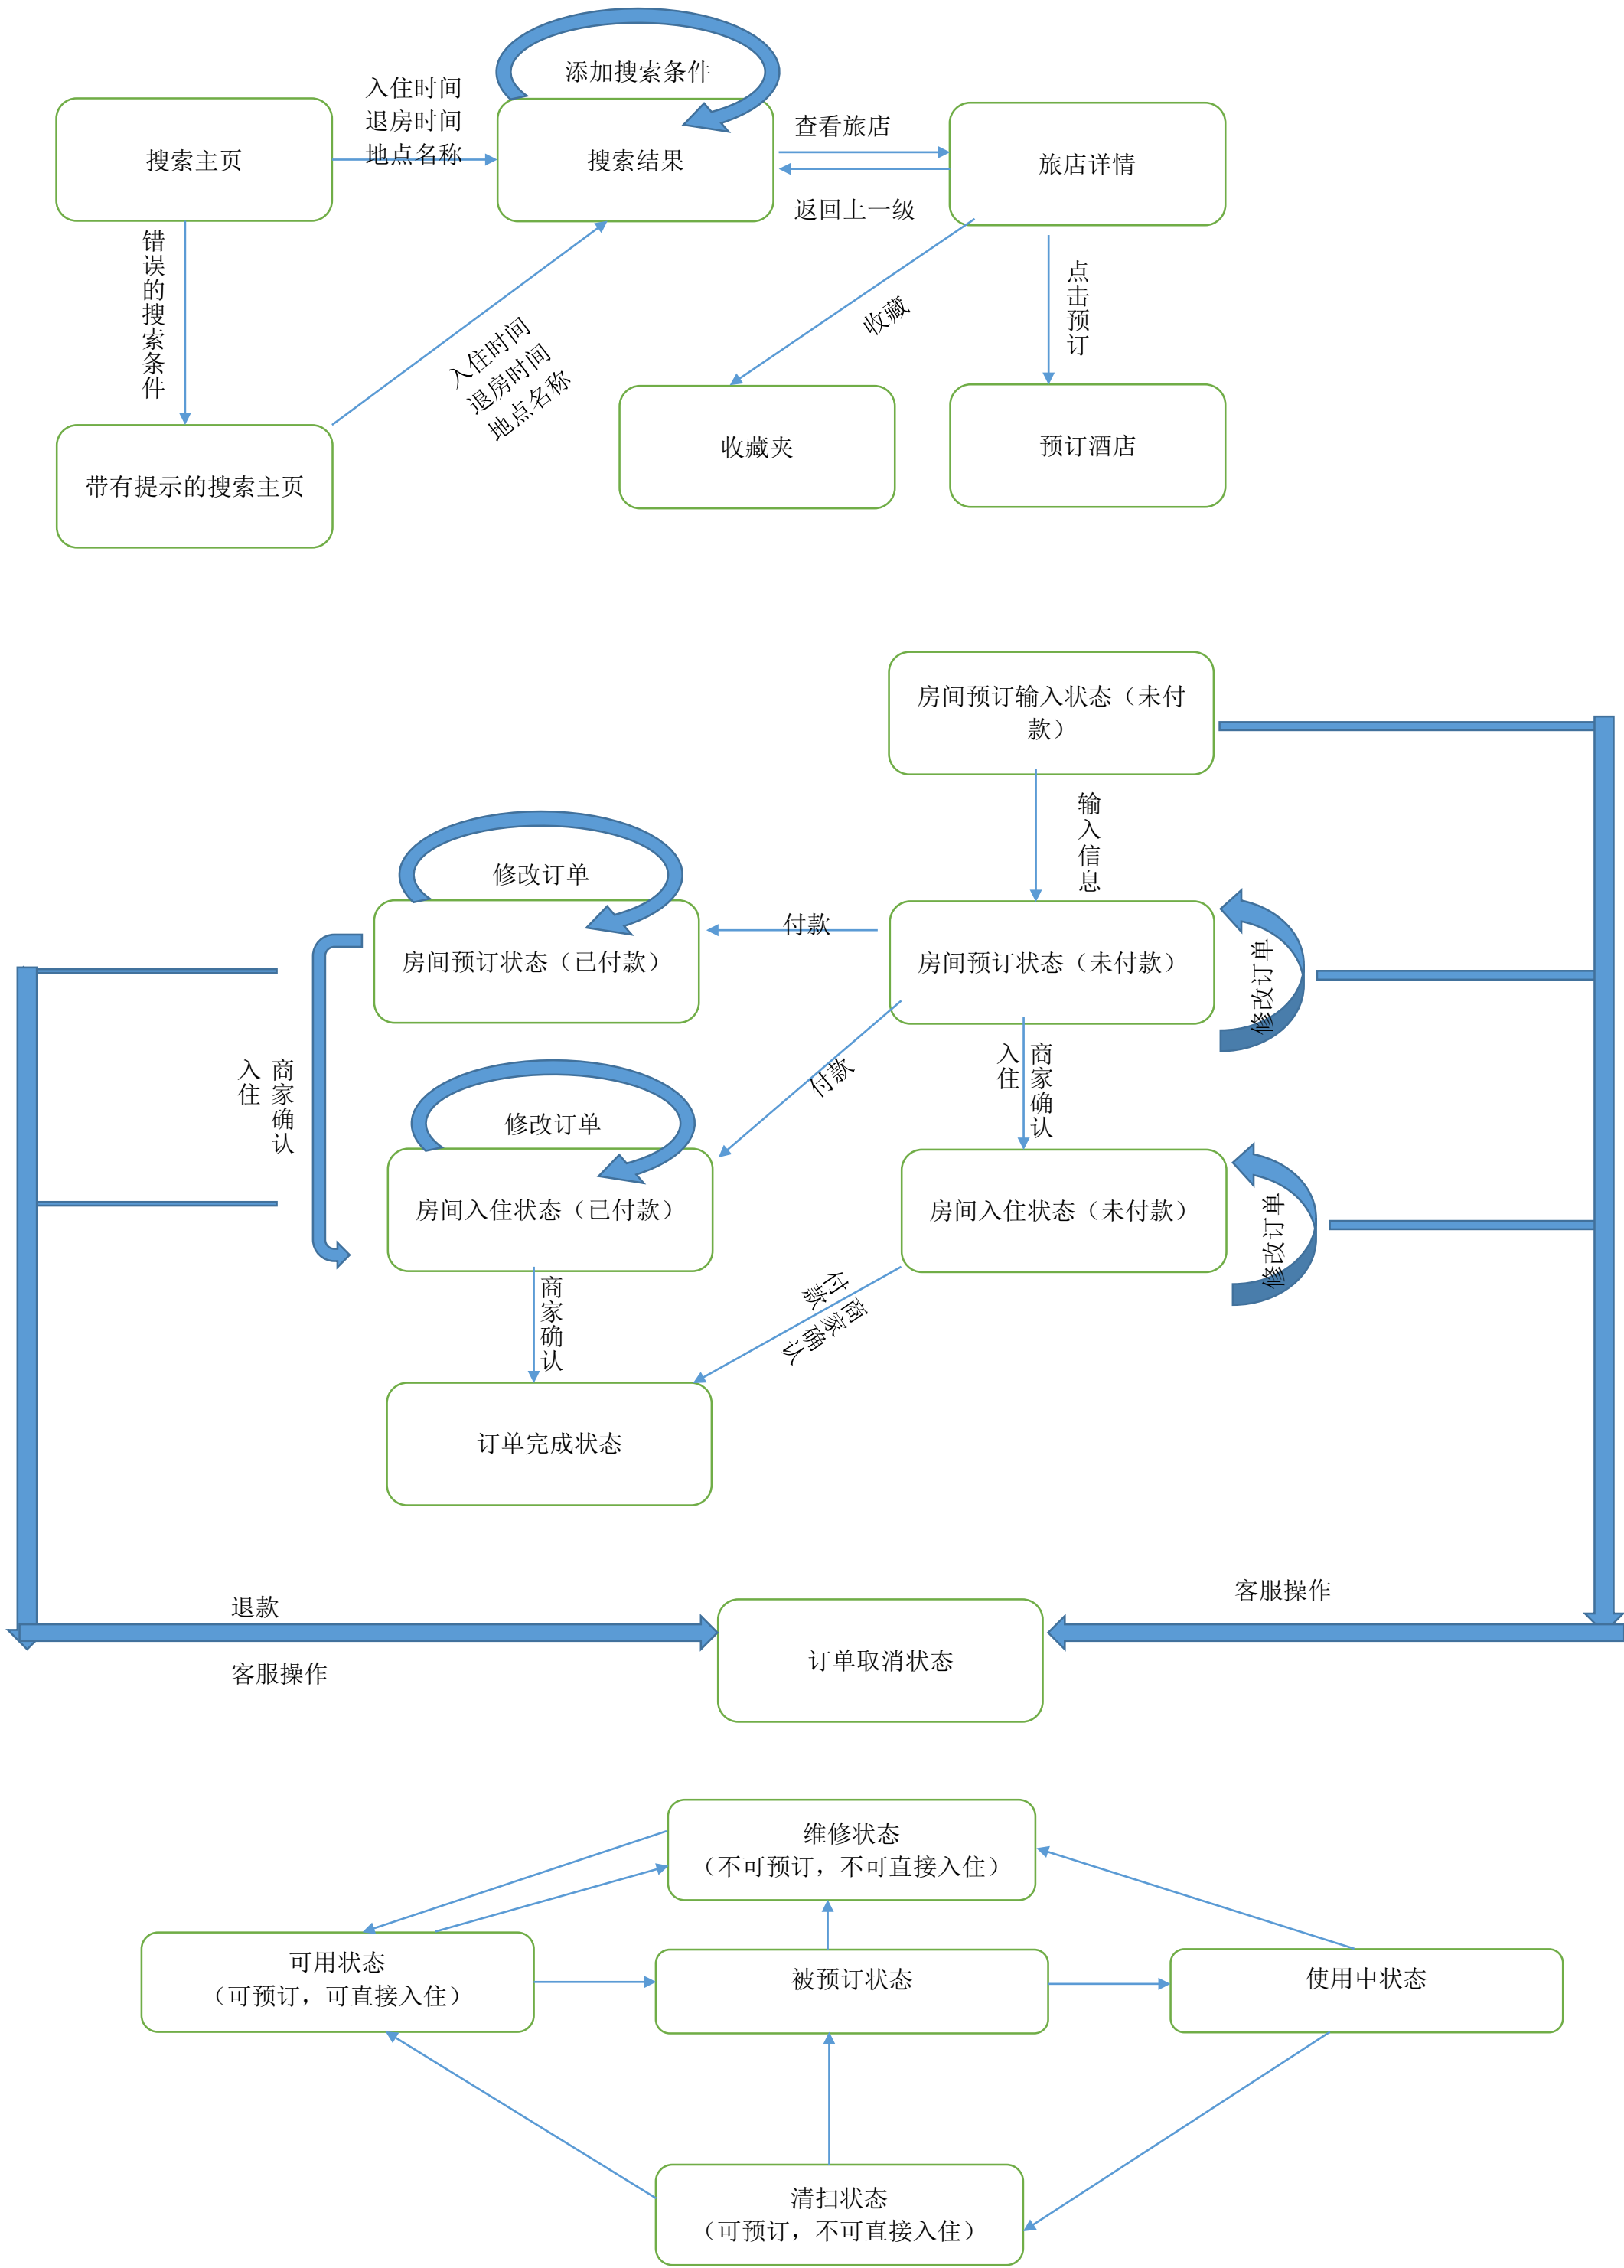 添加搜索条件
入住时间
退房时间
地点名称
搜索主页
搜索结果
查看旅店
返回上一级
旅店详情
错误的搜索条件
入住时间
退房时间
地点名称
收藏
点击预订
带有提示的搜索主页
收藏夹
预订酒店
房间预订输入状态（未付
款）
输入信息
修改订单
房间预订状态（已付款）
付款
房间预订状态（未付款）
修改订单
商家确认
入住
付款
商家确认
入住
修改订单
房间入住状态（已付款）
房间入住状态（未付款）
修改订单
商家确认
商家确认
付款
订单完成状态
退款
客服操作
客服操作
订单取消状态
维修状态
（不可预订，不可直接入住）
可用状态
（可预订，可直接入住）
被预订状态
使用中状态
清扫状态
（可预订，不可直接入住）